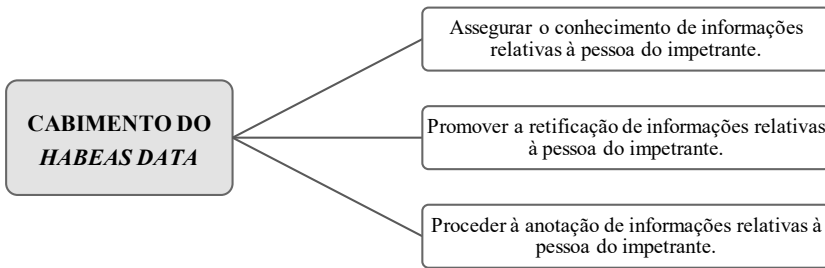 CABIMENTO DO
HABEAS DATA
Assegurar o conhecimento de informações
relativas à pessoa do impetrante.
Promover a retificação de informações relativas
à pessoa do impetrante.
Proceder à anotação de informações relativas à
pessoa do impetrante.